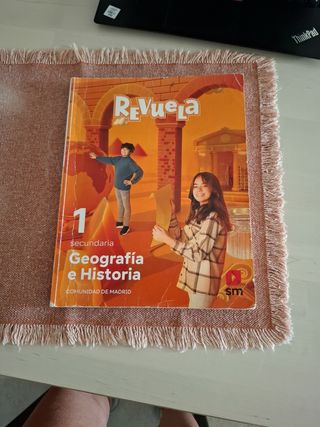 ThinkPad
REVUELA
1
secundaria
Geografía
e Historia
COMUNIDAD DE MADRID
sm